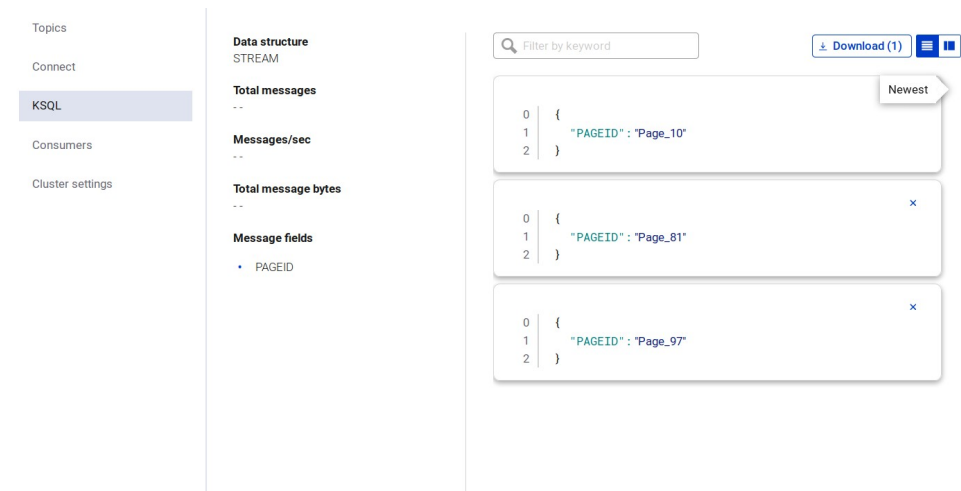 Topics
Connect
KSQL
Consumers
Cluster settings
Data structure
STREAM
Total messages
- -
Messages/sec
- -
Total message bytes
- -
Message fields
• PAGEID
Filter by keyword
Download (1)
Newest
0 {
1 "PAGEID" : "Page_10"
2 }
×
0 {
1 "PAGEID" : "Page_81"
2 }
×
0 {
1 "PAGEID" : "Page_97"
2 }